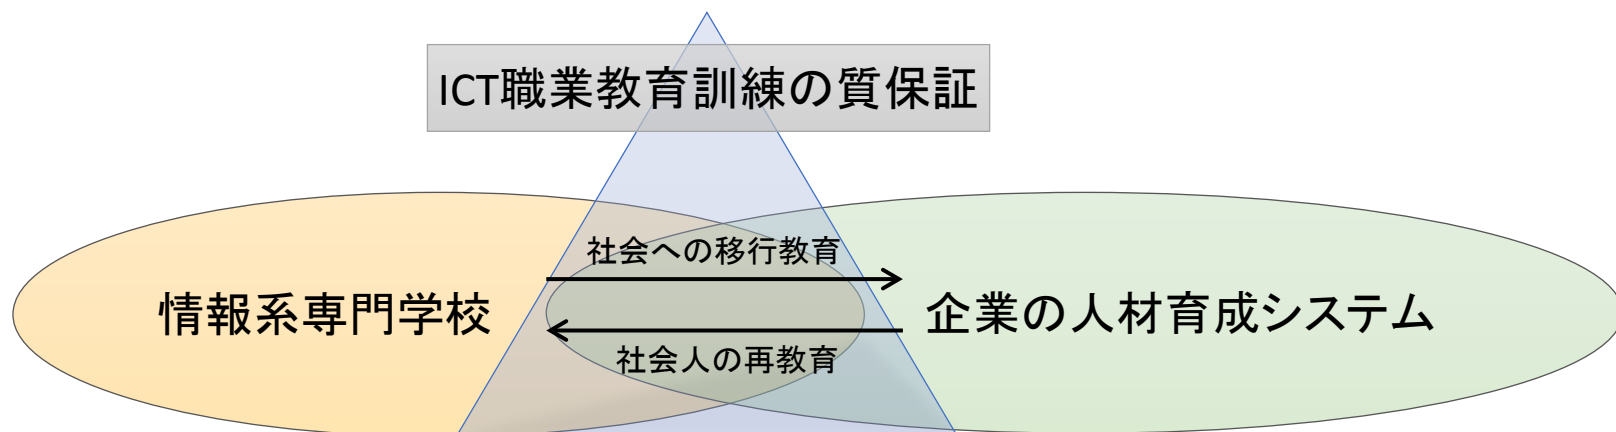 ICT職業教育訓練の質保証
社会への移行教育
情報系専門学校
企業の人材育成システム
社会人の再教育